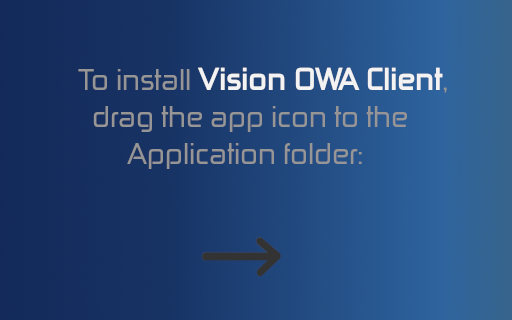 To install Vision OWA Client,
drag the app icon to the
Application folder: